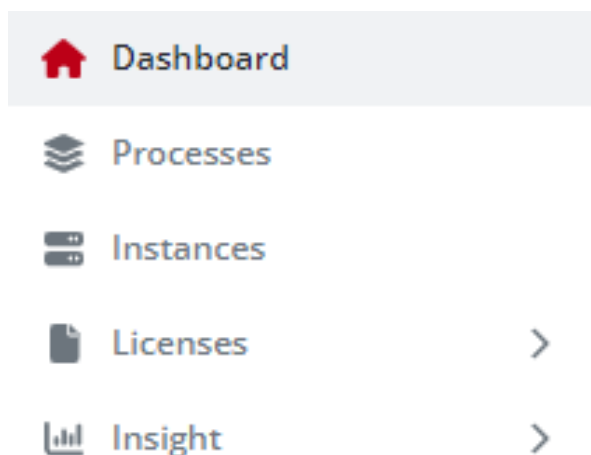 Dashboard
Processes
Instances
Licenses
Insight